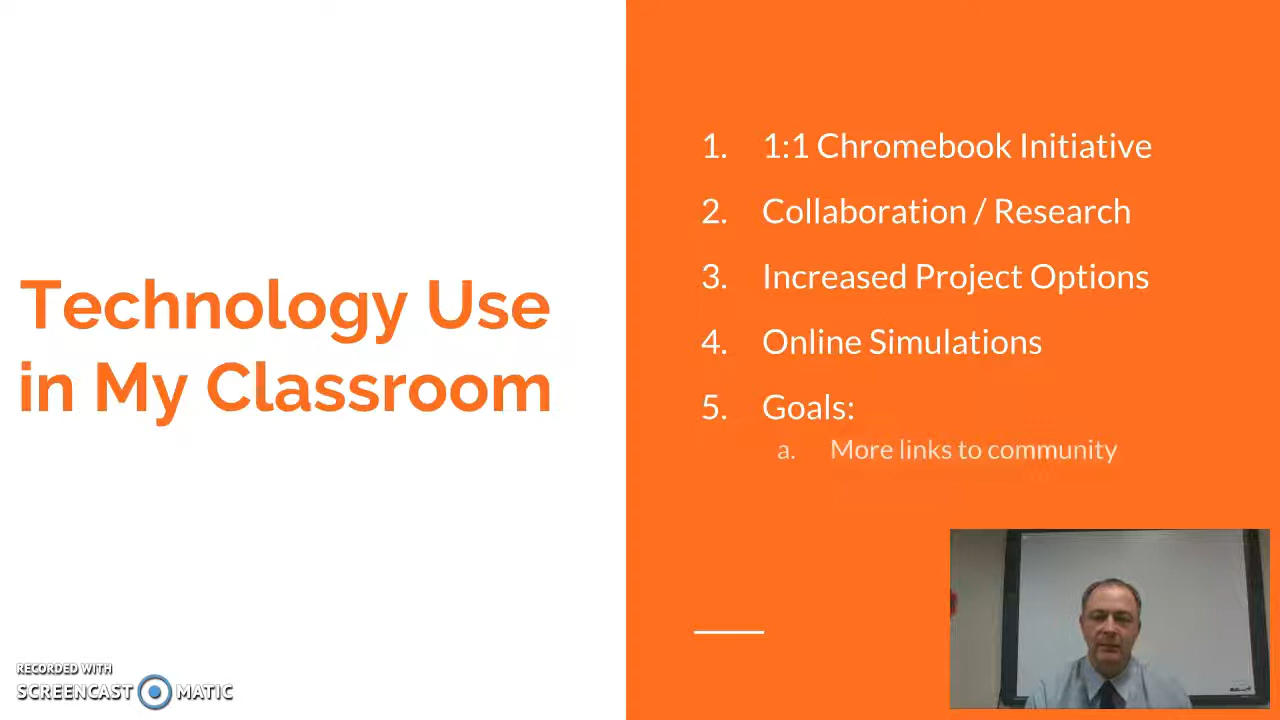 Technology Use
in My Classroom
1. 1:1 Chromebook Initiative
2. Collaboration / Research
3. Increased Project Options
4. Online Simulations
5. Goals:
a. More links to community
RECORDED WITH
SCREENCAST MATIC